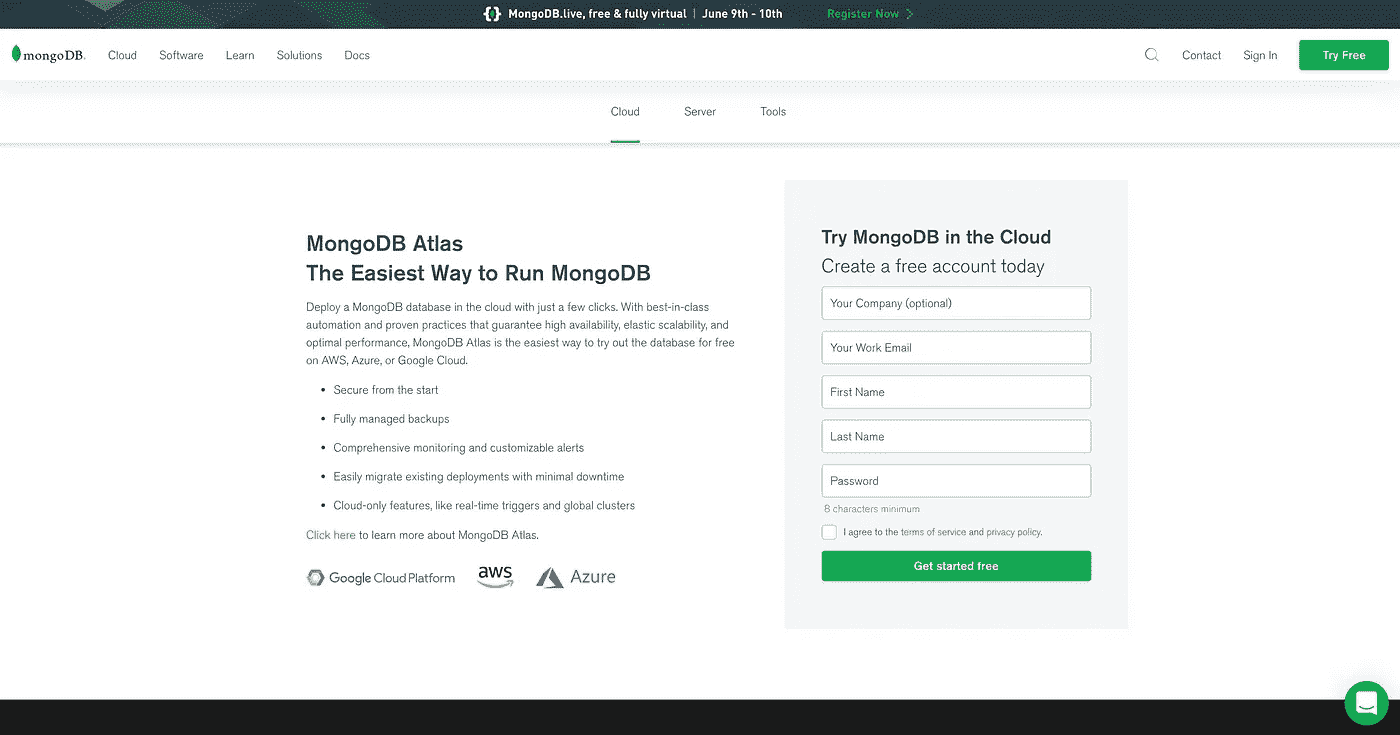 MongoDB.live, free & fully virtual | June 9th - 10th Register Now
mongoDB. Cloud Software Learn Solutions Docs Contact Sign In Try Free
Cloud Server Tools
MongoDB Atlas
The Easiest Way to Run MongoDB
Deploy a MongoDB database in the cloud with just a few clicks. With best-in-class
automation and proven practices that guarantee high availability, elastic scalability, and
optimal performance, MongoDB Atlas is the easiest way to try out the database for free
on AWS, Azure, or Google Cloud.
• Secure from the start
• Fully managed backups
• Comprehensive monitoring and customizable alerts
• Easily migrate existing deployments with minimal downtime
• Cloud-only features, like real-time triggers and global clusters
Click here to learn more about MongoDB Atlas.
Google Cloud Platform aws Azure
Try MongoDB in the Cloud
Create a free account today
Your Company (optional)
Your Work Email
First Name
Last Name
Password
8 characters minimum
I agree to the terms of service and privacy policy.
Get started free